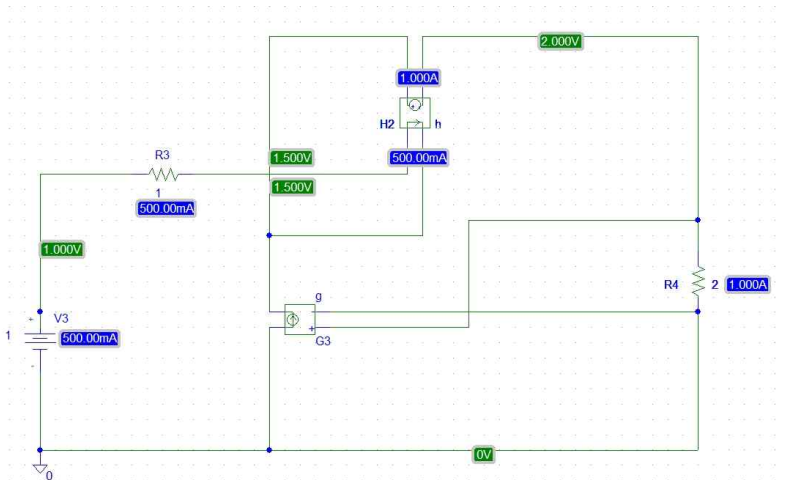 2.000V
1.000A
H2
h
R3
1.500V
500.00mA
1.500V
1
500.00mA
1.000V
R4
2
1.000A
g
+
V3
-
+
G3
1
500.00mA
-
0V
0